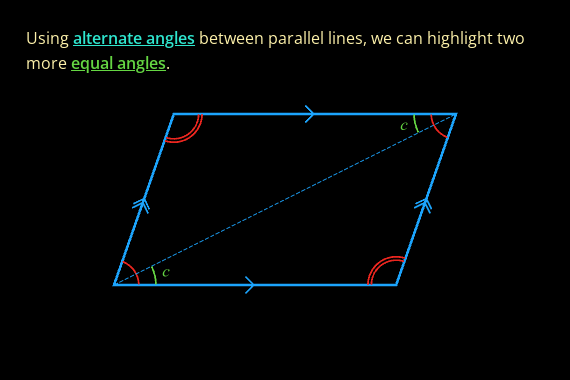 Using alternate angles between parallel lines, we can highlight two
more equal angles.
c
c